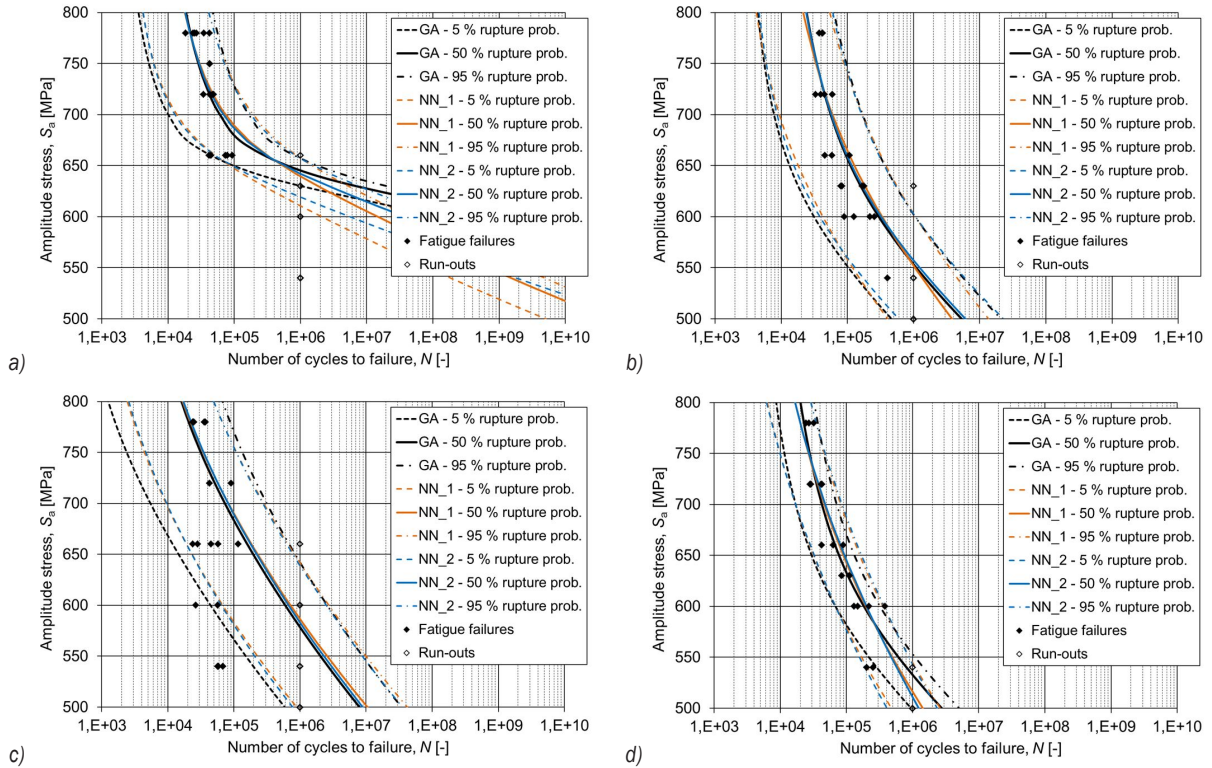 800
750
700
650
600
550
500
Amplitude stress, Sa [MPa]
1,E+03 1,E+04 1,E+05 1,E+06 1,E+07 1,E+08 1,E+09 1,E+10
Number of cycles to failure, N [-]
GA - 5 % rupture prob.
GA - 50 % rupture prob.
GA - 95 % rupture prob.
NN_1 - 5 % rupture prob.
NN_1 - 50 % rupture prob.
NN_1 - 95 % rupture prob.
NN_2 - 5 % rupture prob.
NN_2 - 50 % rupture prob.
NN_2 - 95 % rupture prob.
Fatigue failures
Run-outs
a)
800
750
700
650
600
550
500
Amplitude stress, Sa [MPa]
1,E+03 1,E+04 1,E+05 1,E+06 1,E+07 1,E+08 1,E+09 1,E+10
Number of cycles to failure, N [-]
GA - 5 % rupture prob.
GA - 50 % rupture prob.
GA - 95 % rupture prob.
NN_1 - 5 % rupture prob.
NN_1 - 50 % rupture prob.
NN_1 - 95 % rupture prob.
NN_2 - 5 % rupture prob.
NN_2 - 50 % rupture prob.
NN_2 - 95 % rupture prob.
Fatigue failures
Run-outs
b)
800
750
700
650
600
550
500
Amplitude stress, Sa [MPa]
1,E+03 1,E+04 1,E+05 1,E+06 1,E+07 1,E+08 1,E+09 1,E+10
Number of cycles to failure, N [-]
GA - 5 % rupture prob.
GA - 50 % rupture prob.
GA - 95 % rupture prob.
NN_1 - 5 % rupture prob.
NN_1 - 50 % rupture prob.
NN_1 - 95 % rupture prob.
NN_2 - 5 % rupture prob.
NN_2 - 50 % rupture prob.
NN_2 - 95 % rupture prob.
Fatigue failures
Run-outs
c)
800
750
700
650
600
550
500
Amplitude stress, Sa [MPa]
1,E+03 1,E+04 1,E+05 1,E+06 1,E+07 1,E+08 1,E+09 1,E+10
Number of cycles to failure, N [-]
GA - 5 % rupture prob.
GA - 50 % rupture prob.
GA - 95 % rupture prob.
NN_1 - 5 % rupture prob.
NN_1 - 50 % rupture prob.
NN_1 - 95 % rupture prob.
NN_2 - 5 % rupture prob.
NN_2 - 50 % rupture prob.
NN_2 - 95 % rupture prob.
Fatigue failures
Run-outs
d)